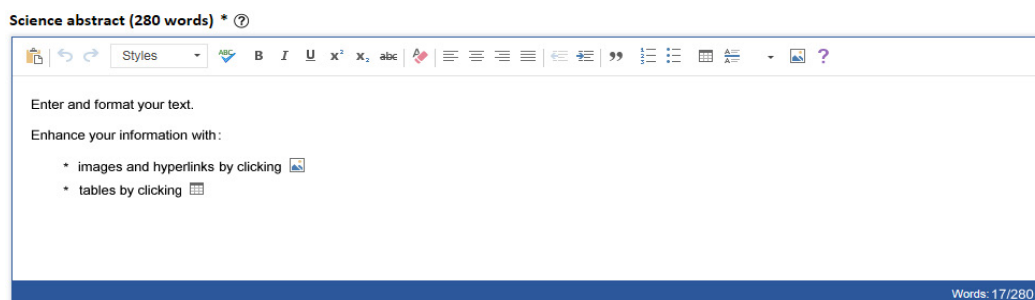 Science abstract (280 words) * ?
Styles ABC B I U x² x₂ abc ?
Enter and format your text.
Enhance your information with:
* images and hyperlinks by clicking
* tables by clicking
Words: 17/280